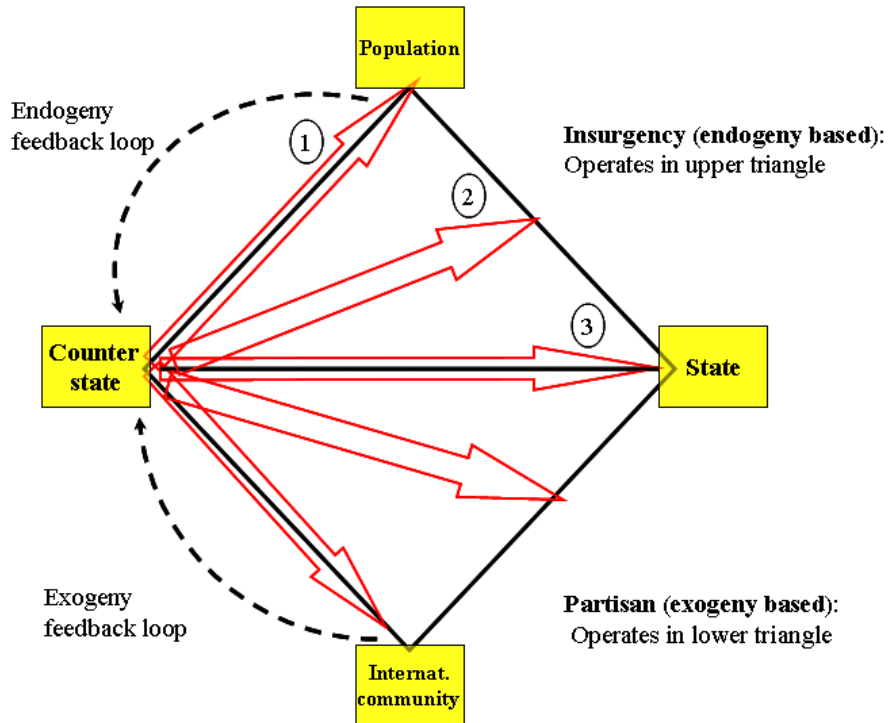 Population
Endogeny
feedback loop
1
Insurgency (endogeny based):
Operates in upper triangle
2
3
Counter
state
State
Exogeny
feedback loop
Partisan (exogeny based):
Operates in lower triangle
Internat.
community